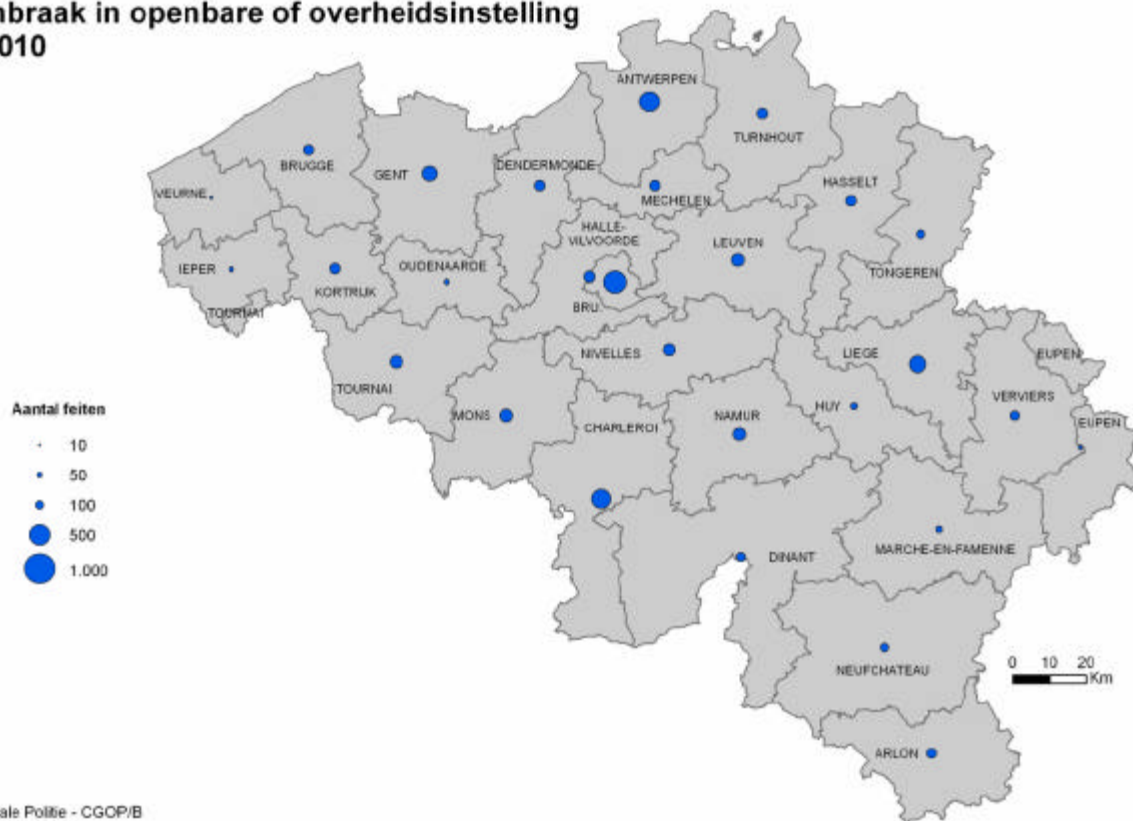 nbraak in openbare of overheidsinstelling
010
ANTWERPEN
TURNHOUT
BRUGGE
GENT
DENDERMONDE
HASSELT
VEURNE
MECHELEN
HALLE-
VILVOORDE
LEUVEN
IEPER
OUDENAARDE
TONGEREN
KORTRIJK
BRU
TOURNAI
NIVELLES
LIEGE
EUPEN
TOURNAI
VERVIERS
HUY
MONS
CHARLEROI
NAMUR
EUPEN
Aantal feiten
10
50
100
500
1.000
MARCHE-EN-FAMENNE
DINANT
NEUFCHATEAU
0 10 20
Km
ARLON
ale Politie - CGOP/B